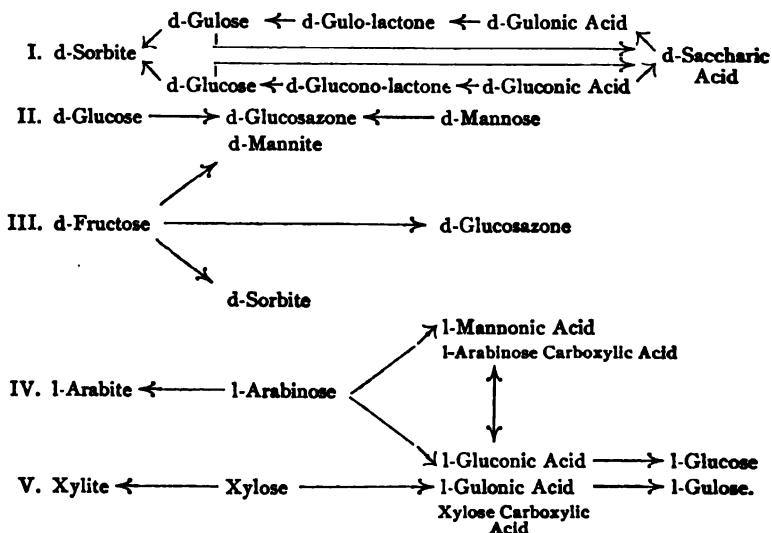 d-Gulose d-Gulo-lactone d-Gulonic Acid
I. d-Sorbite d-Saccharic
Acid
d-Glucose d-Glucono-lactone d-Gluconic Acid
II. d-Glucose d-Glucosazone d-Mannose
d-Mannite
III. d-Fructose d-Glucosazone
d-Sorbite
l-Mannonic Acid
l-Arabinose Carboxylic Acid
IV. l-Arabite l-Arabinose
l-Gluconic Acid l-Glucose
V. Xylite Xylose l-Gulonic Acid l-Gulose.
Xylose Carboxylic
Acid